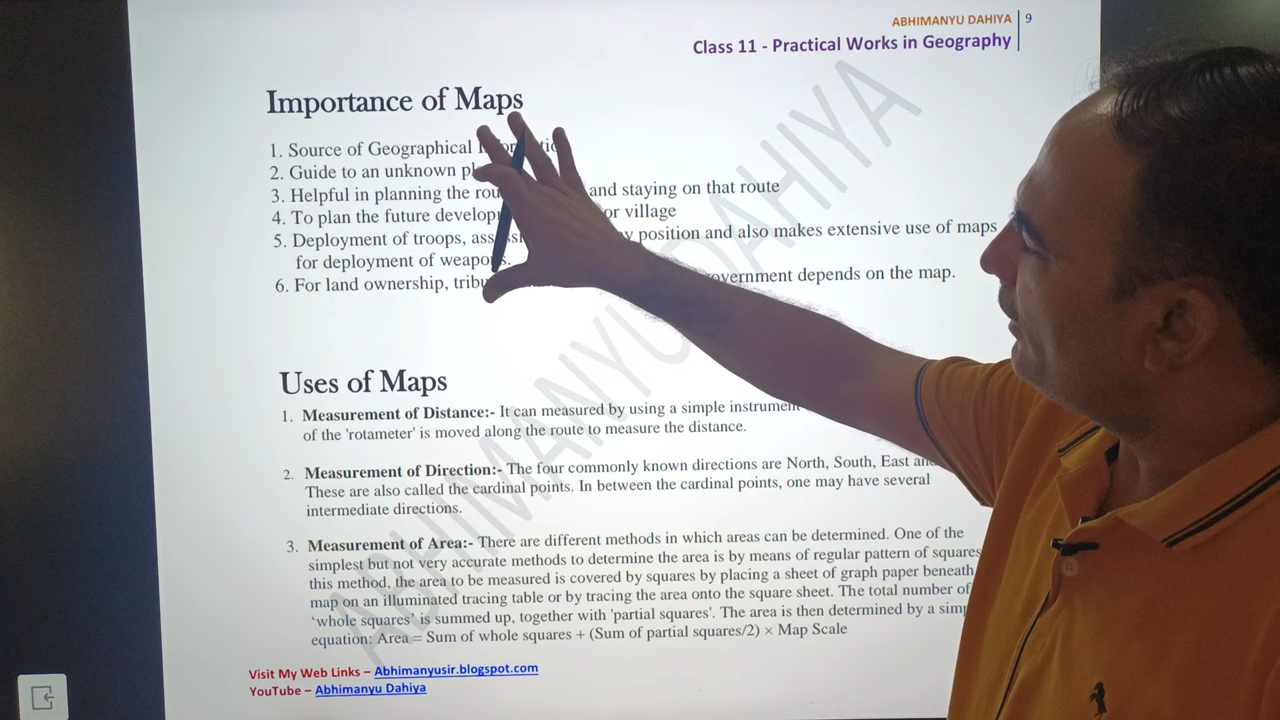 ABHIMANYU DAHIYA 9
Class 11 - Practical Works in Geography
Importance of Maps
1. Source of Geographical
2. Guide to an unknown
3. Helpful in planning the and staying on that route
4. To plan the future or village
5. Deployment of troops, position and also makes extensive use of maps
for deployment of weapons.
6. For land ownership, depends on the map.
Uses of Maps
1. Measurement of Distance:- It can measured by using a simple instrument
of the 'rotameter' is moved along the route to measure the distance.
2. Measurement of Direction:- The four commonly known directions are North, South, East
These are also called the cardinal points. In between the cardinal points, one may have several
intermediate directions.
3. Measurement of Area:- There are different methods in which areas can be determined. One of the
simplest but not very accurate methods to determine the area is by means of regular pattern of squares
this method, the area to be measured is covered by squares by placing a sheet of graph paper beneath
map on an illuminated tracing table or by tracing the area onto the square sheet. The total number of
'whole squares' is summed up, together with 'partial squares'. The area is then determined by a
equation: Area = Sum of whole squares + (Sum of partial squares/2) × Map Scale
Visit My Web Links – Abhimanyusir.blogspot.com
YouTube – Abhimanyu Dahiya
ABHIMANYU DAHIYA